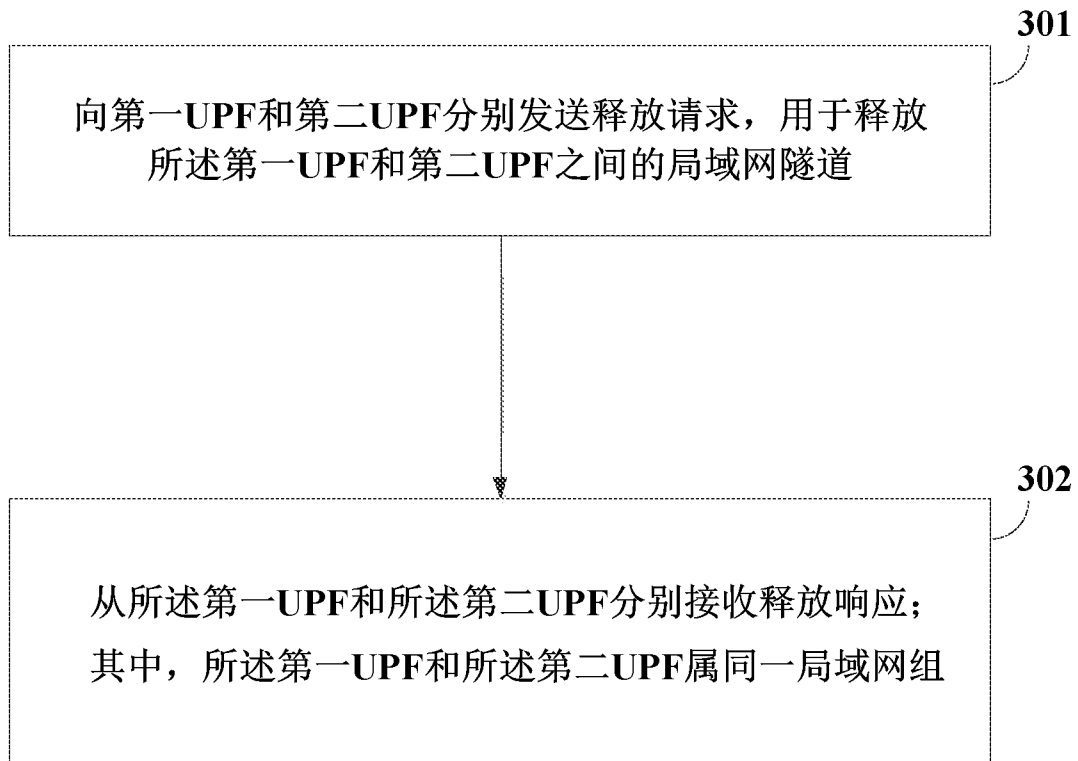 301
向第一UPF和第二UPF分别发送释放请求，用于释放
所述第一UPF和第二UPF之间的局域网隧道
302
从所述第一UPF和所述第二UPF分别接收释放响应；
其中，所述第一UPF和所述第二UPF属同一局域网组